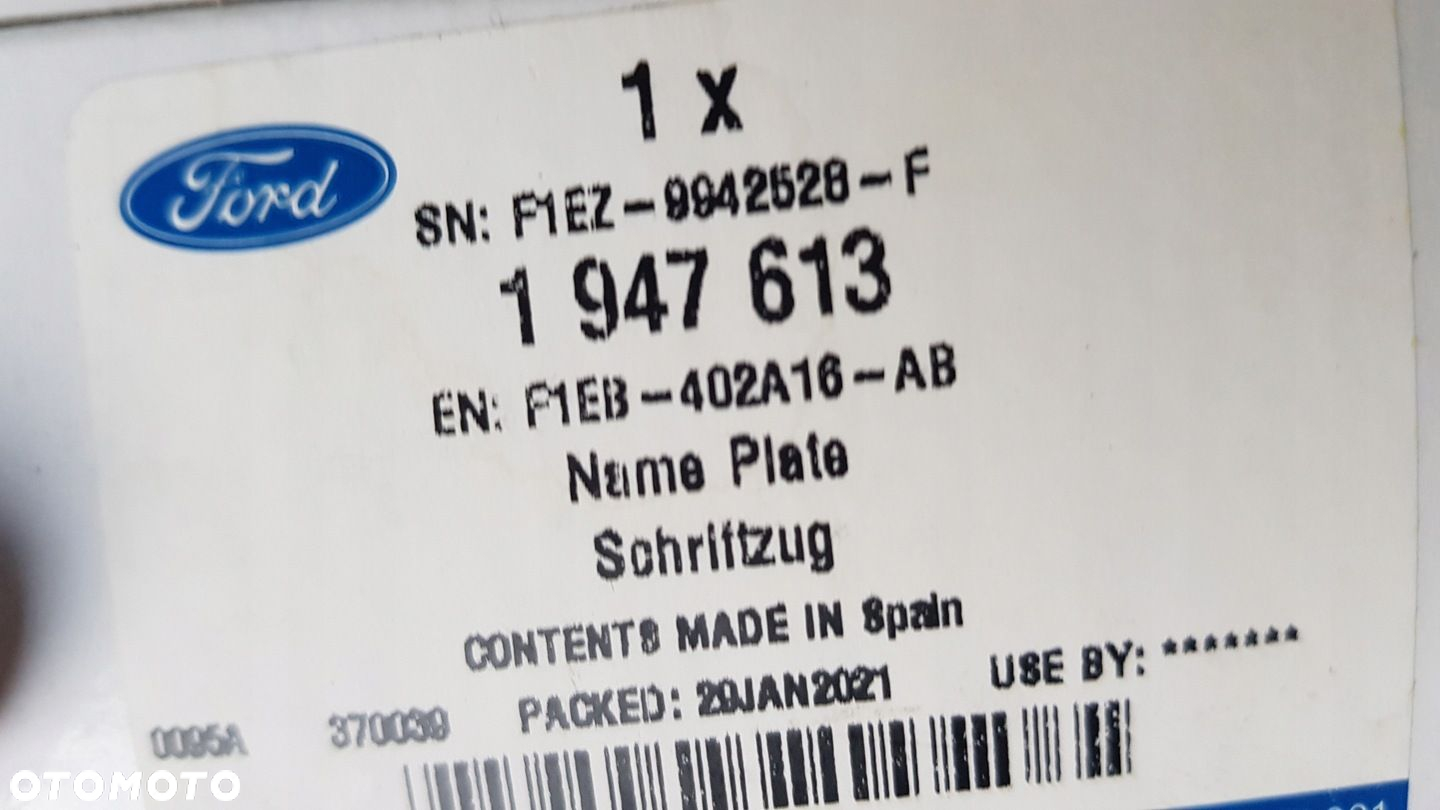 1 x
Ford
SN: F1EZ-9942528-F
1 947 613
EN: F1EB-402A16-AB
Name Plate
Schriftzug
CONTENTS MADE IN Spain
PACKED: 29JAN2021 USE BY: *******
0095A 370039
OTOMOTO